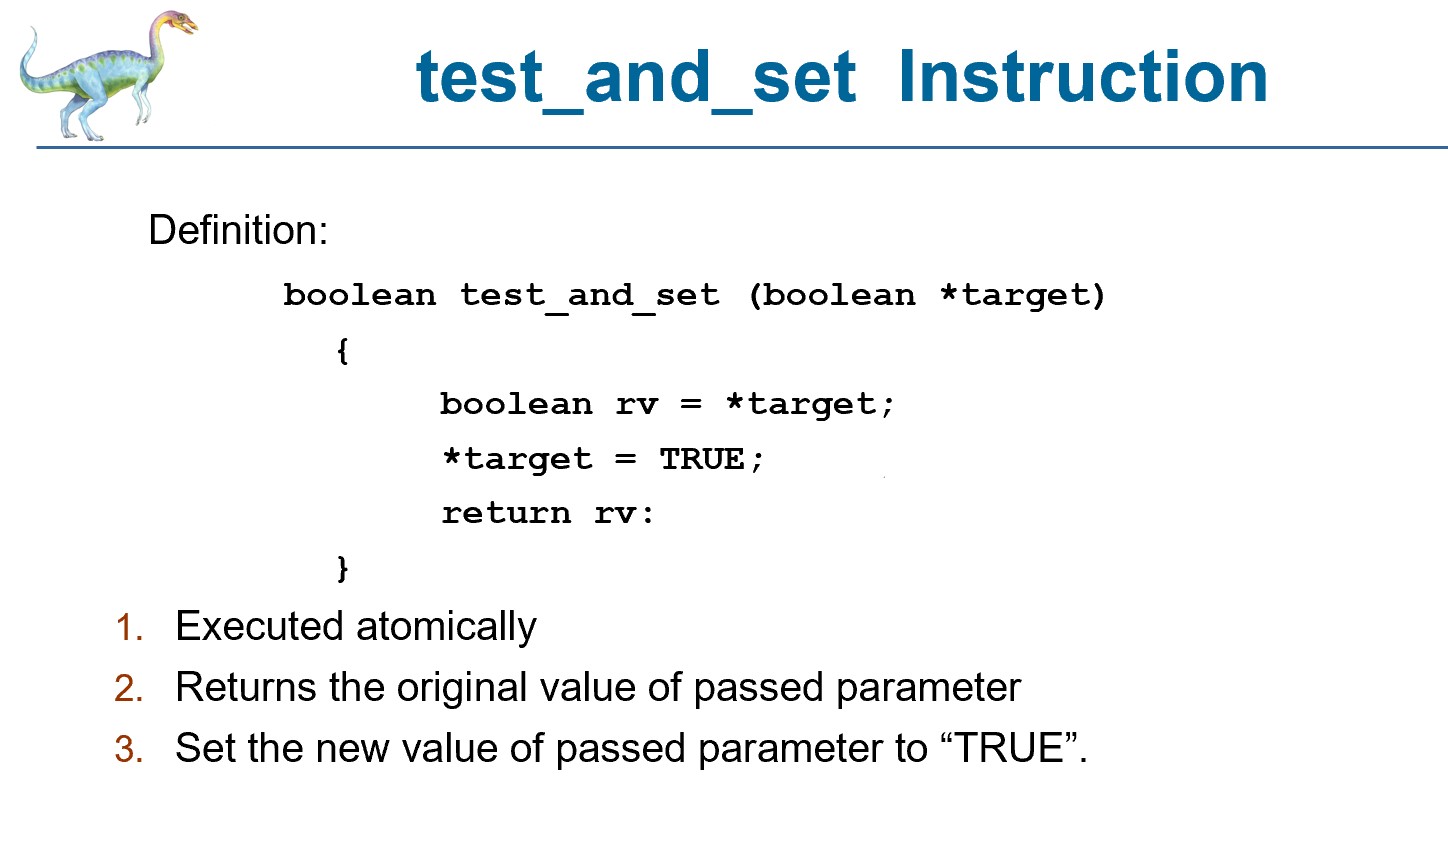 test_and_set Instruction
Definition:
boolean test_and_set (boolean *target)
{
boolean rv = *target;
*target = TRUE;
return rv:
}
1. Executed atomically
2. Returns the original value of passed parameter
3. Set the new value of passed parameter to “TRUE”.